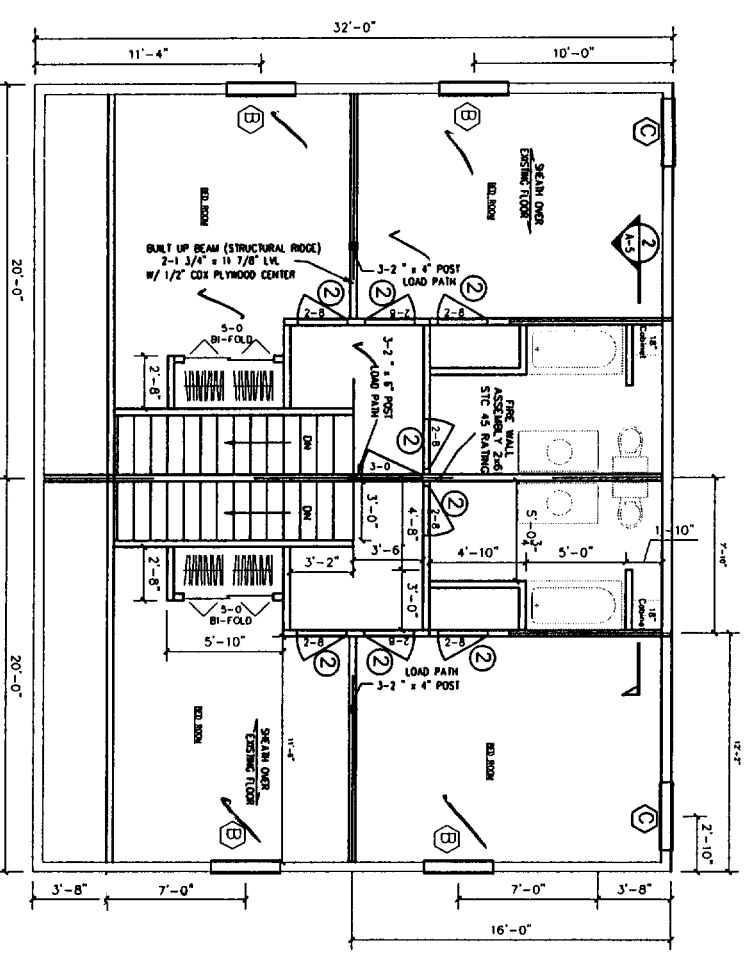 32'-0"
11'-4"
10'-0"
B
B
C
SHEATH OVER
EXISTING FLOOR
BED ROOM
BED ROOM
2
A-5
BUILT UP BEAM (STRUCTURAL RIDGE)
2-1 3/4" x 11 7/8" LVL
W/ 1/2" CDX PLYWOOD CENTER
3-2 " x 4" POST
LOAD PATH
20'-0"
2
2
2
2-8
2-8
2-8
5-0
BI-FOLD
18"
Cabinet
2'-8"
3-2 " x 6" POST
LOAD PATH
FIRE WALL
ASSEMBLY 2x6
STC 45 RATING
DN
2
2-8
3-0
DN
3'-0"
4'-8"
2
2-8
5'-0 3/4"
1'-10"
7'-10"
2'-8"
3'-2"
3'-6"
4'-10"
5'-0"
3'-0"
18"
5-0
BI-FOLD
5'-10"
2-8
2-8
2-8
2
2
2
LOAD PATH
3-2 " x 4" POST
20'-0"
BED ROOM
SHEATH OVER
EXISTING FLOOR
BED ROOM
12'-2"
B
B
C
2'-10"
3'-8"
7'-0"
7'-0"
3'-8"
16'-0"